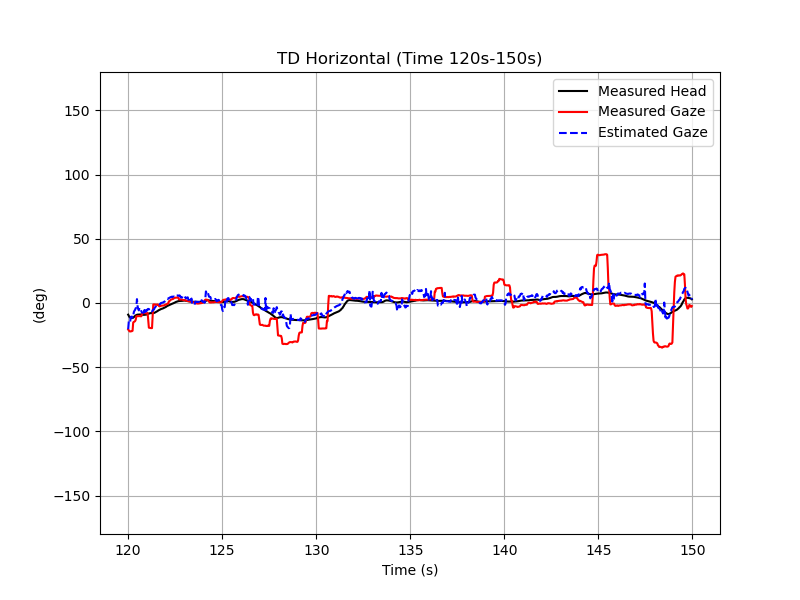 TD Horizontal (Time 120s-150s)
Measured Head
Measured Gaze
Estimated Gaze
150
100
50
0
−50
−100
−150
(deg)
120 125 130 135 140 145 150
Time (s)